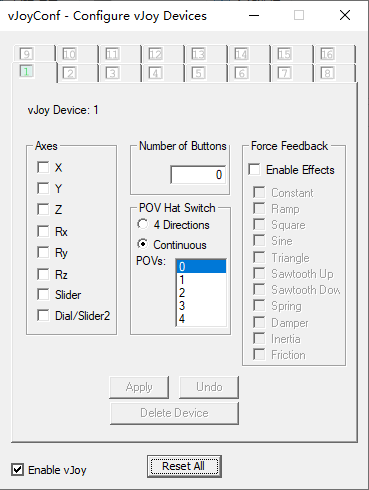 vJoyConf - Configure vJoy Devices
9 10 11 12 13 14 15 16
1 2 3 4 5 6 7 8
vJoy Device: 1
Axes
X
Y
Z
Rx
Ry
Rz
Slider
Dial/Slider2
Number of Buttons
0
POV Hat Switch
4 Directions
Continuous
POVs:
0
1
2
3
4
Force Feedback
Enable Effects
Constant
Ramp
Square
Sine
Triangle
Sawtooth Up
Sawtooth Dow
Spring
Damper
Inertia
Friction
Apply
Undo
Delete Device
Enable vJoy
Reset All